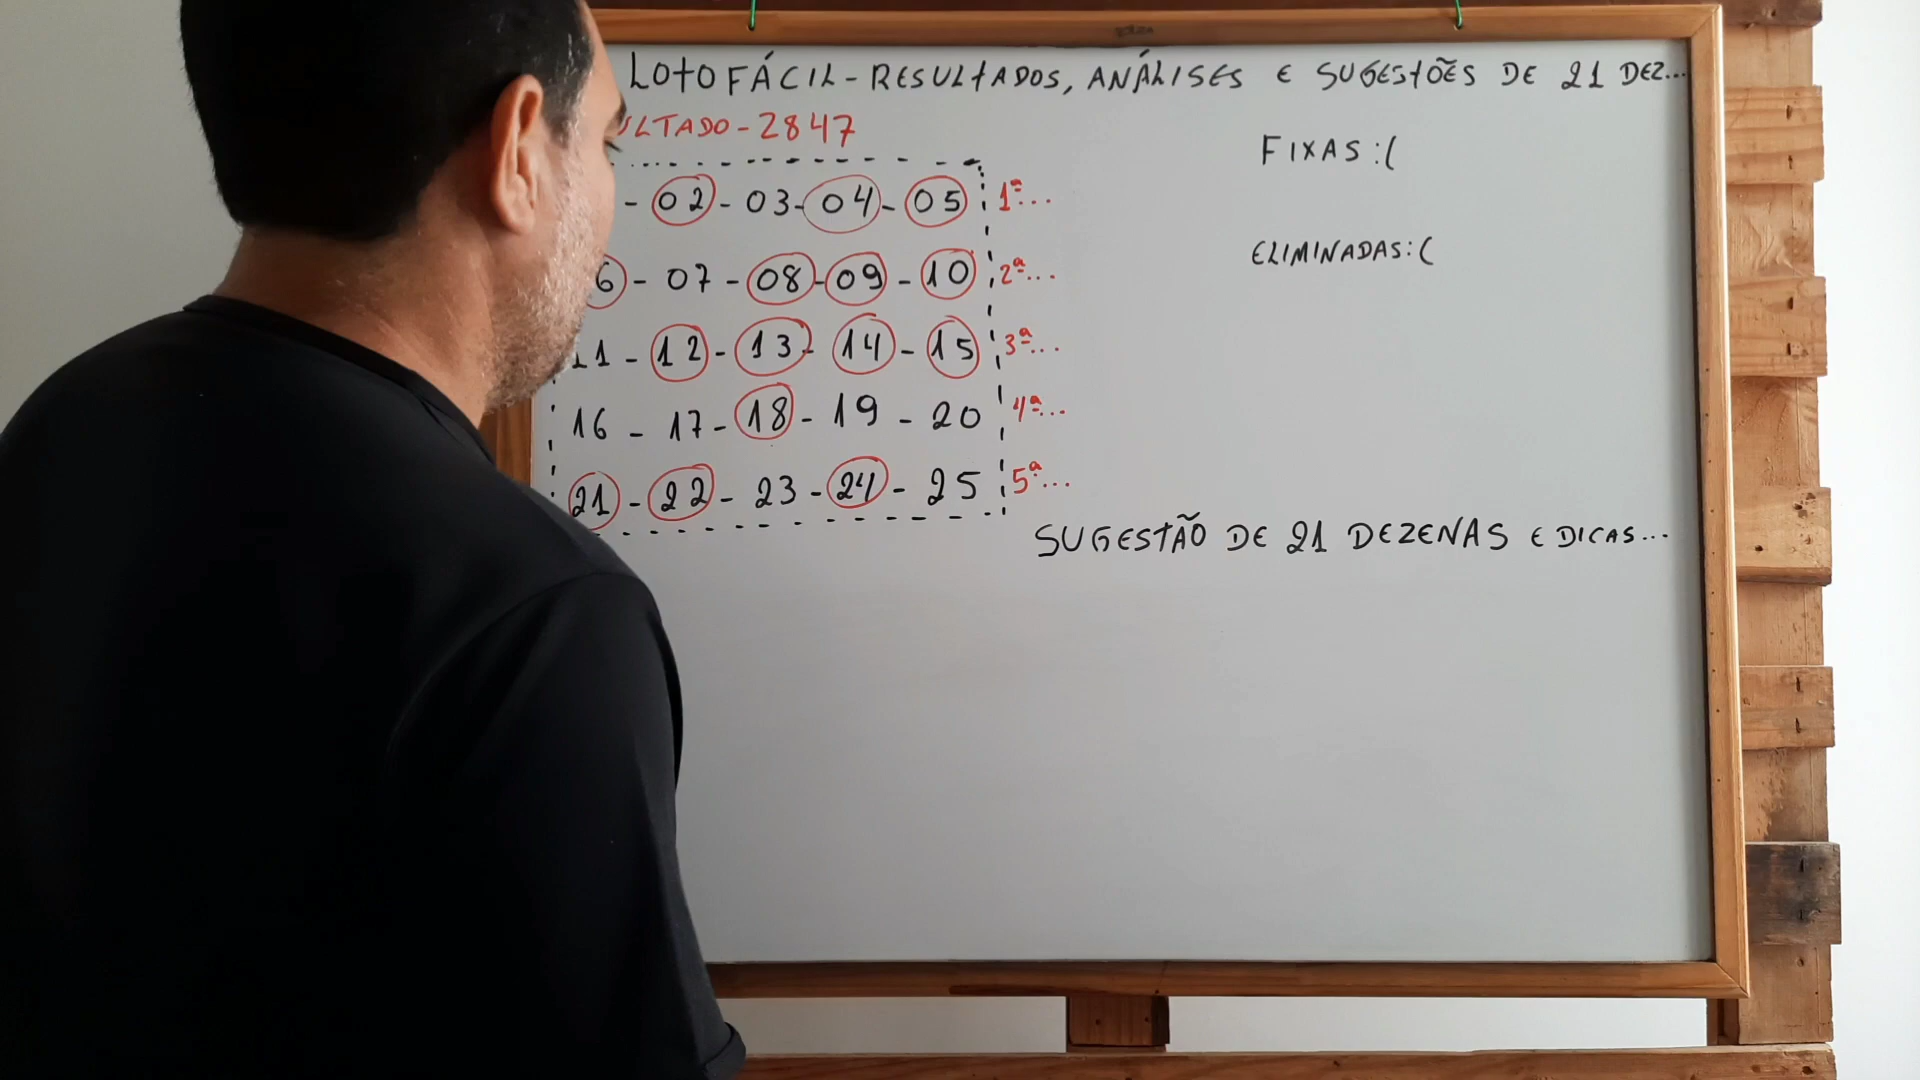 LOTOFÁCIL - RESULTADOS, ANÁLISES E SUGESTÕES DE 21 DEZ...
ULTADO - 2847
FIXAS :(
- 02 - 03 - 04 - 05 1ª...
ELIMINADAS:(
6 - 07 - 08 - 09 - 10 2ª...
11 - 12 - 13 - 14 - 15 3ª...
16 - 17 - 18 - 19 - 20 4ª...
21 - 22 - 23 - 24 - 25 5ª...
SUGESTÃO DE 21 DEZENAS E DICAS...